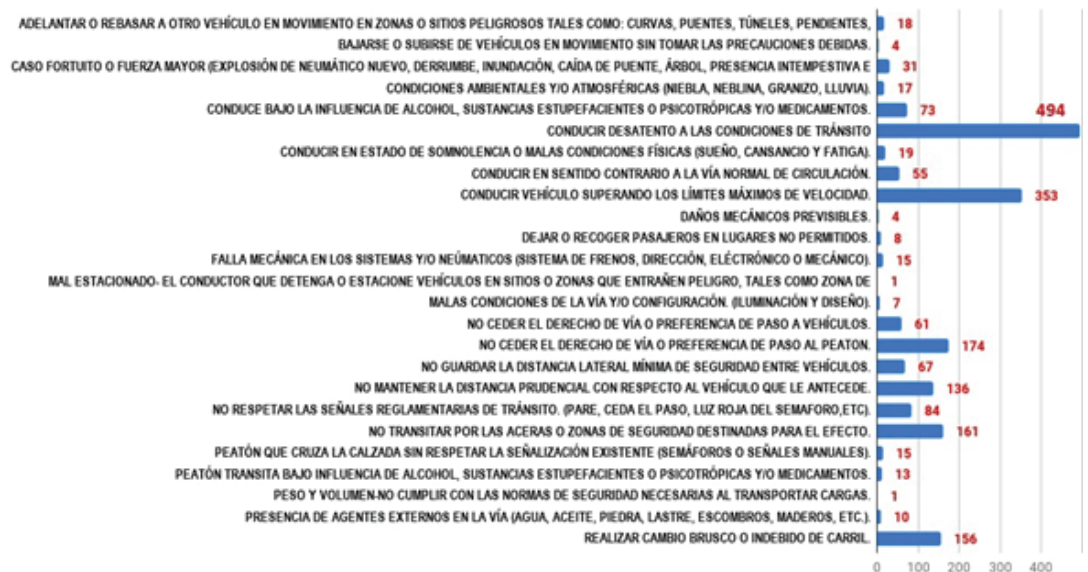 ADELANTAR O REBASAR A OTRO VEHÍCULO EN MOVIMIENTO EN ZONAS O SITIOS PELIGROSOS TALES COMO: CURVAS, PUENTES, TÚNELES, PENDIENTES, 18
BAJARSE O SUBIRSE DE VEHÍCULOS EN MOVIMIENTO SIN TOMAR LAS PRECAUCIONES DEBIDAS. 4
CASO FORTUITO O FUERZA MAYOR (EXPLOSIÓN DE NEUMÁTICO NUEVO, DERRUMBE, INUNDACIÓN, CAÍDA DE PUENTE, ÁRBOL, PRESENCIA INTEMPESTIVA E 31
CONDICIONES AMBIENTALES Y/O ATMOSFÉRICAS (NIEBLA, NEBLINA, GRANIZO, LLUVIA). 17
CONDUCE BAJO LA INFLUENCIA DE ALCOHOL, SUSTANCIAS ESTUPEFACIENTES O PSICOTRÓPICAS Y/O MEDICAMENTOS. 73
CONDUCIR DESATENTO A LAS CONDICIONES DE TRÁNSITO 494
CONDUCIR EN ESTADO DE SOMNOLENCIA O MALAS CONDICIONES FÍSICAS (SUEÑO, CANSANCIO Y FATIGA). 19
CONDUCIR EN SENTIDO CONTRARIO A LA VÍA NORMAL DE CIRCULACIÓN. 55
CONDUCIR VEHÍCULO SUPERANDO LOS LÍMITES MÁXIMOS DE VELOCIDAD. 353
DAÑOS MECÁNICOS PREVISIBLES. 4
DEJAR O RECOGER PASAJEROS EN LUGARES NO PERMITIDOS. 8
FALLA MECÁNICA EN LOS SISTEMAS Y/O NEÚMATICOS (SISTEMA DE FRENOS, DIRECCIÓN, ELÉCTRÓNICO O MECÁNICO). 15
MAL ESTACIONADO- EL CONDUCTOR QUE DETENGA O ESTACIONE VEHÍCULOS EN SITIOS O ZONAS QUE ENTRAÑEN PELIGRO, TALES COMO ZONA DE 1
MALAS CONDICIONES DE LA VÍA Y/O CONFIGURACIÓN. (ILUMINACIÓN Y DISEÑO). 7
NO CEDER EL DERECHO DE VÍA O PREFERENCIA DE PASO A VEHÍCULOS. 61
NO CEDER EL DERECHO DE VÍA O PREFERENCIA DE PASO AL PEATON. 174
NO GUARDAR LA DISTANCIA LATERAL MÍNIMA DE SEGURIDAD ENTRE VEHÍCULOS. 67
NO MANTENER LA DISTANCIA PRUDENCIAL CON RESPECTO AL VEHÍCULO QUE LE ANTECEDE. 136
NO RESPETAR LAS SEÑALES REGLAMENTARIAS DE TRÁNSITO. (PARE, CEDA EL PASO, LUZ ROJA DEL SEMAFORO,ETC). 84
NO TRANSITAR POR LAS ACERAS O ZONAS DE SEGURIDAD DESTINADAS PARA EL EFECTO. 161
PEATÓN QUE CRUZA LA CALZADA SIN RESPETAR LA SEÑALIZACIÓN EXISTENTE (SEMÁFOROS O SEÑALES MANUALES). 15
PEATÓN TRANSITA BAJO INFLUENCIA DE ALCOHOL, SUSTANCIAS ESTUPEFACIENTES O PSICOTRÓPICAS Y/O MEDICAMENTOS. 13
PESO Y VOLUMEN-NO CUMPLIR CON LAS NORMAS DE SEGURIDAD NECESARIAS AL TRANSPORTAR CARGAS. 1
PRESENCIA DE AGENTES EXTERNOS EN LA VÍA (AGUA, ACEITE, PIEDRA, LASTRE, ESCOMBROS, MADEROS, ETC.). 10
REALIZAR CAMBIO BRUSCO O INDEBIDO DE CARRIL. 156
0 100 200 300 400